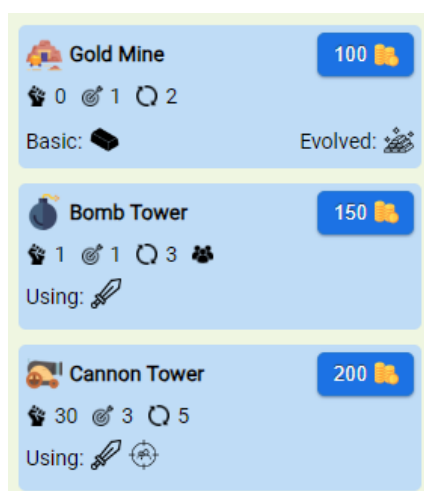 Gold Mine 100
0 1 2
Basic: Evolved:
Bomb Tower 150
1 1 3
Using:
Cannon Tower 200
30 3 5
Using: